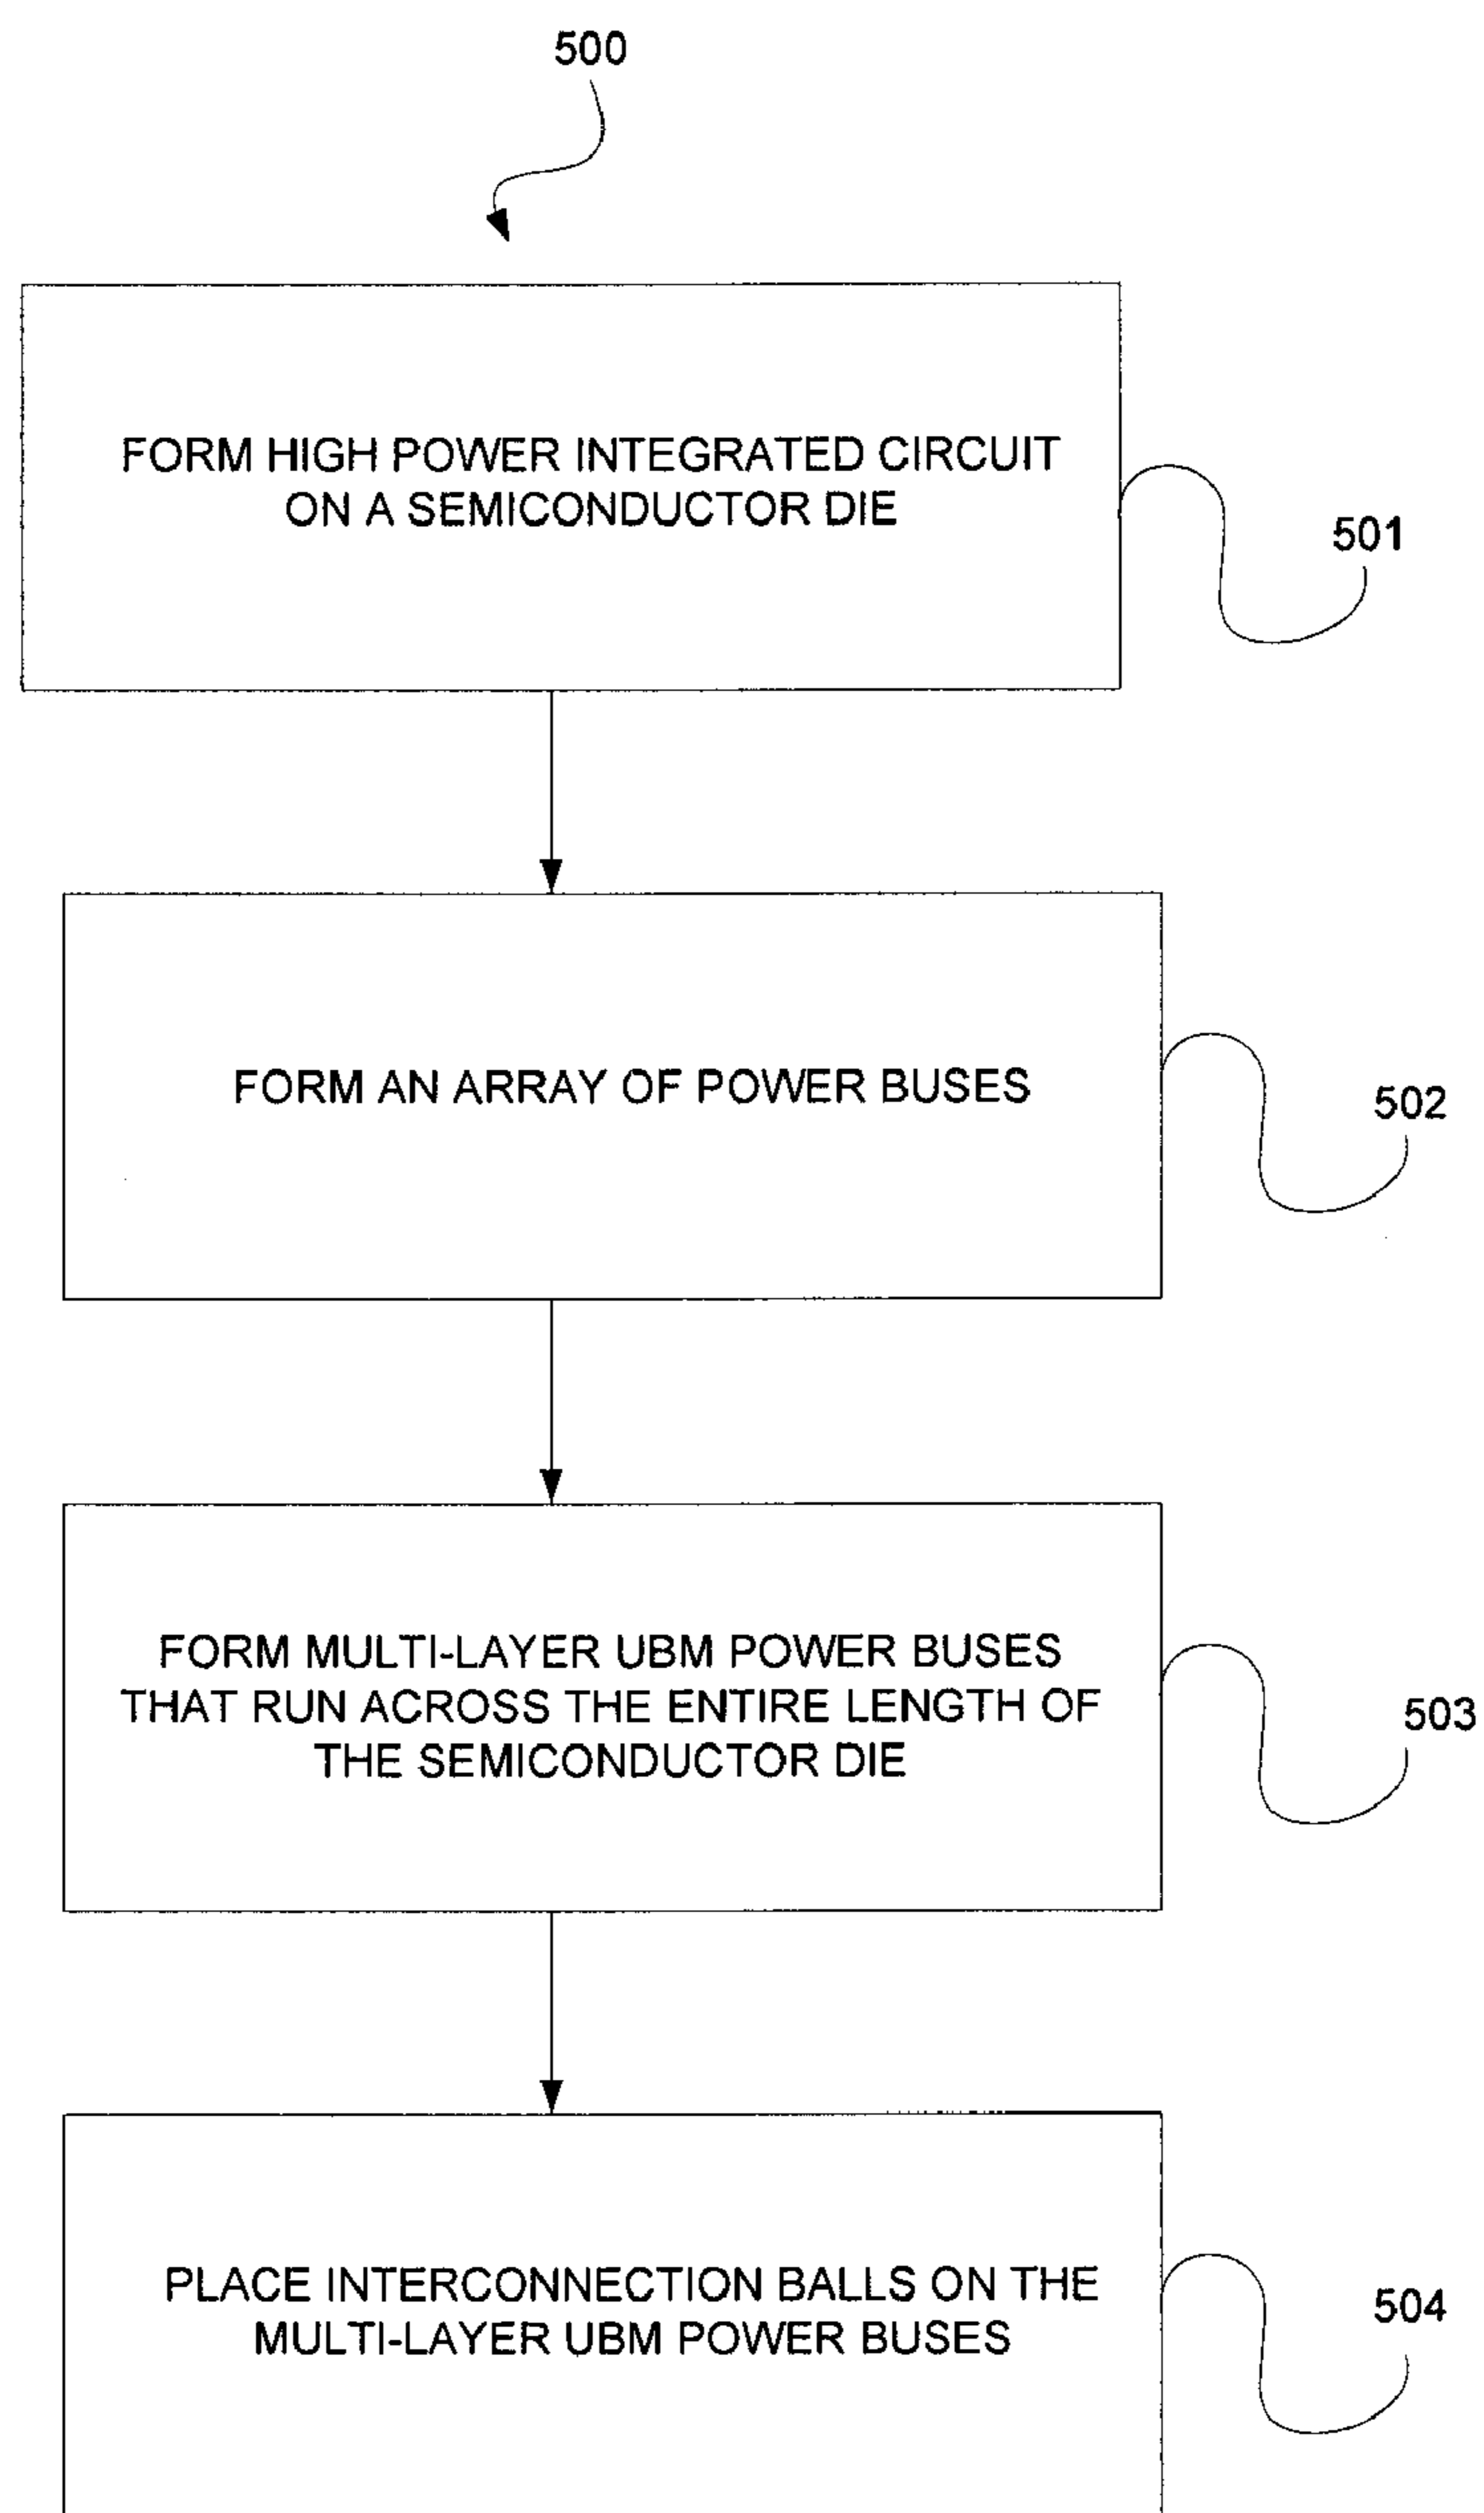 500
FORM HIGH POWER INTEGRATED CIRCUIT
ON A SEMICONDUCTOR DIE
501
FORM AN ARRAY OF POWER BUSES
502
FORM MULTI-LAYER UBM POWER BUSES
THAT RUN ACROSS THE ENTIRE LENGTH OF
THE SEMICONDUCTOR DIE
503
PLACE INTERCONNECTION BALLS ON THE
MULTI-LAYER UBM POWER BUSES
504